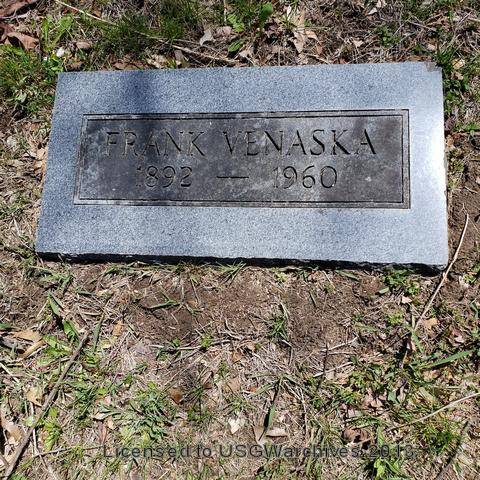 FRANK VENASKA
1892 — 1960
Licensed to USGWarchives 2013